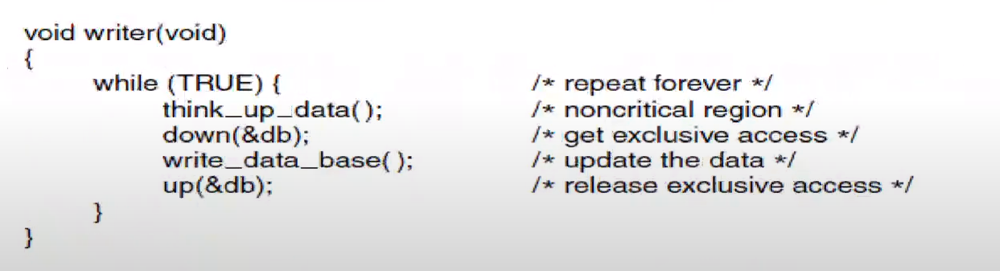 void writer(void)
{
while (TRUE) { /* repeat forever */
think_up_data( ); /* noncritical region */
down(&db); /* get exclusive access */
write_data_base( ); /* update the data */
up(&db); /* release exclusive access */
}
}